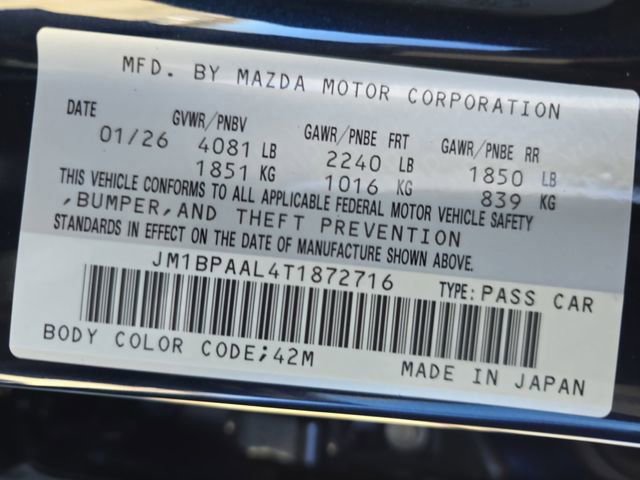 MFD. BY MAZDA MOTOR CORPORATION
DATE GVWR/PNBV GAWR/PNBE FRT GAWR/PNBE RR
01/26 4081 LB 2240 LB 1850 LB
1851 KG 1016 KG 839 KG
THIS VEHICLE CONFORMS TO ALL APPLICABLE FEDERAL MOTOR VEHICLE SAFETY
,BUMPER,AND THEFT PREVENTION
STANDARDS IN EFFECT ON THE DATE OF MANUFACTURE SHOWN ABOVE.
JM1BPAAL4T1872716 TYPE:PASS CAR
BODY COLOR CODE;42M MADE IN JAPAN